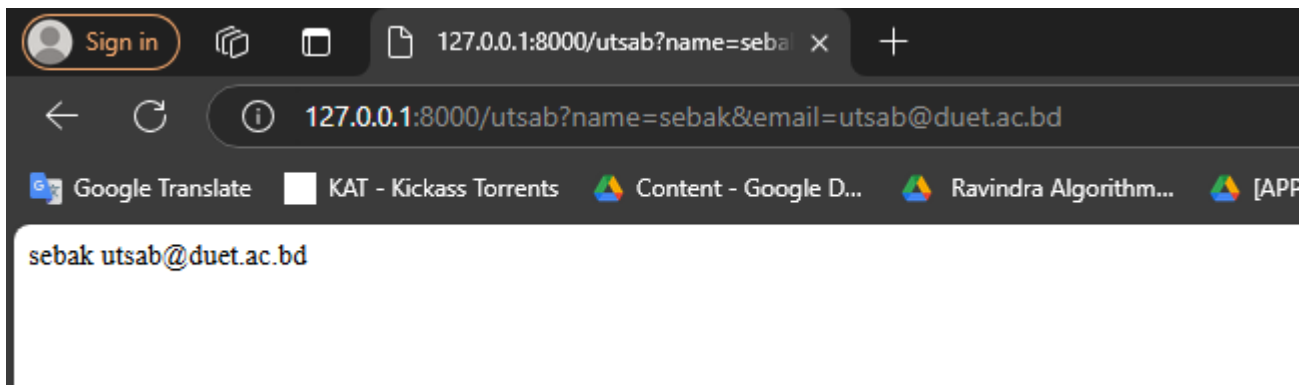 Sign in
127.0.0.1:8000/utsab?name=seba
127.0.0.1:8000/utsab?name=sebak&email=utsab@duet.ac.bd
Google Translate KAT - Kickass Torrents Content - Google D... Ravindra Algorithm... [APP
sebak utsab@duet.ac.bd